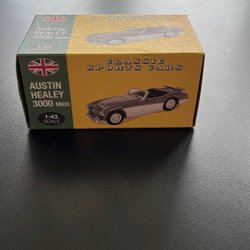 AUSTIN
HEALEY
3000 MKIII
CLASSIC
SPORTS CARS
AUSTIN
HEALEY
3000 MKIII
1:43
SCALE